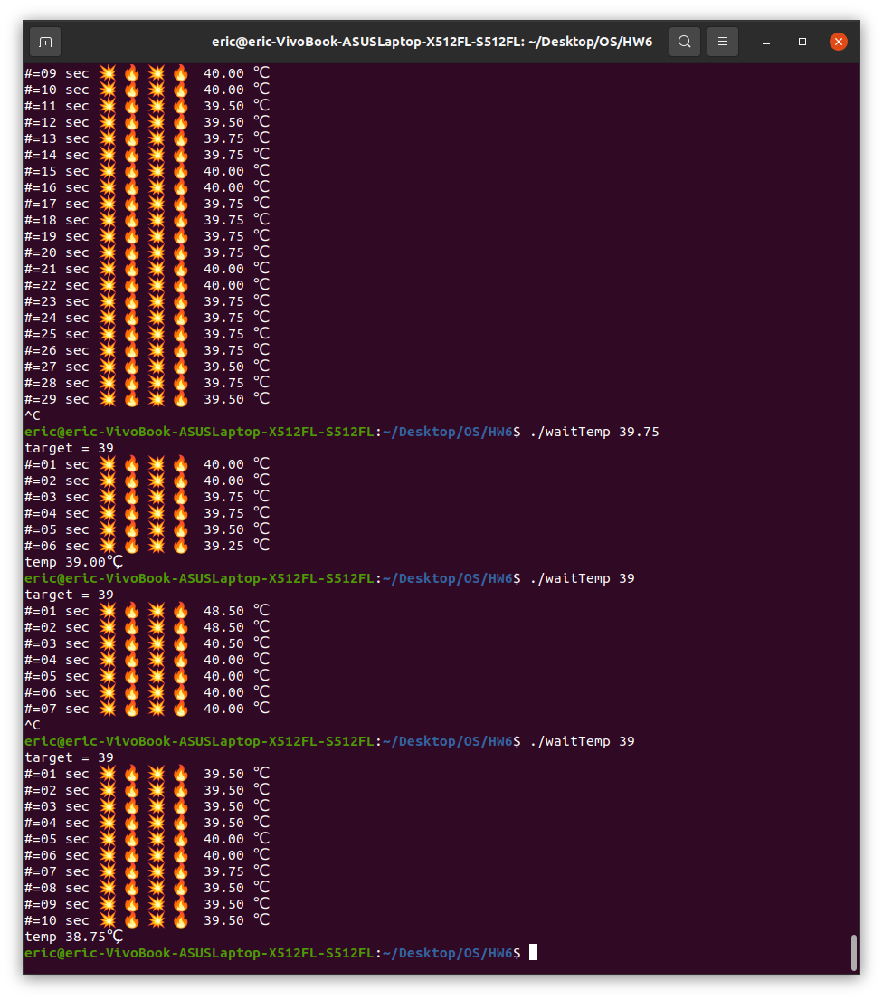 eric@eric-VivoBook-ASUSLaptop-X512FL-S512FL: ~/Desktop/OS/HW6
#=09 sec 💥 🔥 💥 🔥 40.00 ℃
#=10 sec 💥 🔥 💥 🔥 40.00 ℃
#=11 sec 💥 🔥 💥 🔥 39.50 ℃
#=12 sec 💥 🔥 💥 🔥 39.50 ℃
#=13 sec 💥 🔥 💥 🔥 39.75 ℃
#=14 sec 💥 🔥 💥 🔥 39.75 ℃
#=15 sec 💥 🔥 💥 🔥 40.00 ℃
#=16 sec 💥 🔥 💥 🔥 40.00 ℃
#=17 sec 💥 🔥 💥 🔥 39.75 ℃
#=18 sec 💥 🔥 💥 🔥 39.75 ℃
#=19 sec 💥 🔥 💥 🔥 39.75 ℃
#=20 sec 💥 🔥 💥 🔥 39.75 ℃
#=21 sec 💥 🔥 💥 🔥 40.00 ℃
#=22 sec 💥 🔥 💥 🔥 40.00 ℃
#=23 sec 💥 🔥 💥 🔥 39.75 ℃
#=24 sec 💥 🔥 💥 🔥 39.75 ℃
#=25 sec 💥 🔥 💥 🔥 39.75 ℃
#=26 sec 💥 🔥 💥 🔥 39.75 ℃
#=27 sec 💥 🔥 💥 🔥 39.50 ℃
#=28 sec 💥 🔥 💥 🔥 39.75 ℃
#=29 sec 💥 🔥 💥 🔥 39.50 ℃
^C
eric@eric-VivoBook-ASUSLaptop-X512FL-S512FL:~/Desktop/OS/HW6$ ./waitTemp 39.75
target = 39
#=01 sec 💥 🔥 💥 🔥 40.00 ℃
#=02 sec 💥 🔥 💥 🔥 40.00 ℃
#=03 sec 💥 🔥 💥 🔥 39.75 ℃
#=04 sec 💥 🔥 💥 🔥 39.75 ℃
#=05 sec 💥 🔥 💥 🔥 39.50 ℃
#=06 sec 💥 🔥 💥 🔥 39.25 ℃
temp 39.00℃
eric@eric-VivoBook-ASUSLaptop-X512FL-S512FL:~/Desktop/OS/HW6$ ./waitTemp 39
target = 39
#=01 sec 💥 🔥 💥 🔥 48.50 ℃
#=02 sec 💥 🔥 💥 🔥 48.50 ℃
#=03 sec 💥 🔥 💥 🔥 40.50 ℃
#=04 sec 💥 🔥 💥 🔥 40.00 ℃
#=05 sec 💥 🔥 💥 🔥 40.00 ℃
#=06 sec 💥 🔥 💥 🔥 40.00 ℃
#=07 sec 💥 🔥 💥 🔥 40.00 ℃
^C
eric@eric-VivoBook-ASUSLaptop-X512FL-S512FL:~/Desktop/OS/HW6$ ./waitTemp 39
target = 39
#=01 sec 💥 🔥 💥 🔥 39.50 ℃
#=02 sec 💥 🔥 💥 🔥 39.50 ℃
#=03 sec 💥 🔥 💥 🔥 39.50 ℃
#=04 sec 💥 🔥 💥 🔥 39.50 ℃
#=05 sec 💥 🔥 💥 🔥 40.00 ℃
#=06 sec 💥 🔥 💥 🔥 40.00 ℃
#=07 sec 💥 🔥 💥 🔥 39.75 ℃
#=08 sec 💥 🔥 💥 🔥 39.50 ℃
#=09 sec 💥 🔥 💥 🔥 39.50 ℃
#=10 sec 💥 🔥 💥 🔥 39.50 ℃
temp 38.75℃
eric@eric-VivoBook-ASUSLaptop-X512FL-S512FL:~/Desktop/OS/HW6$